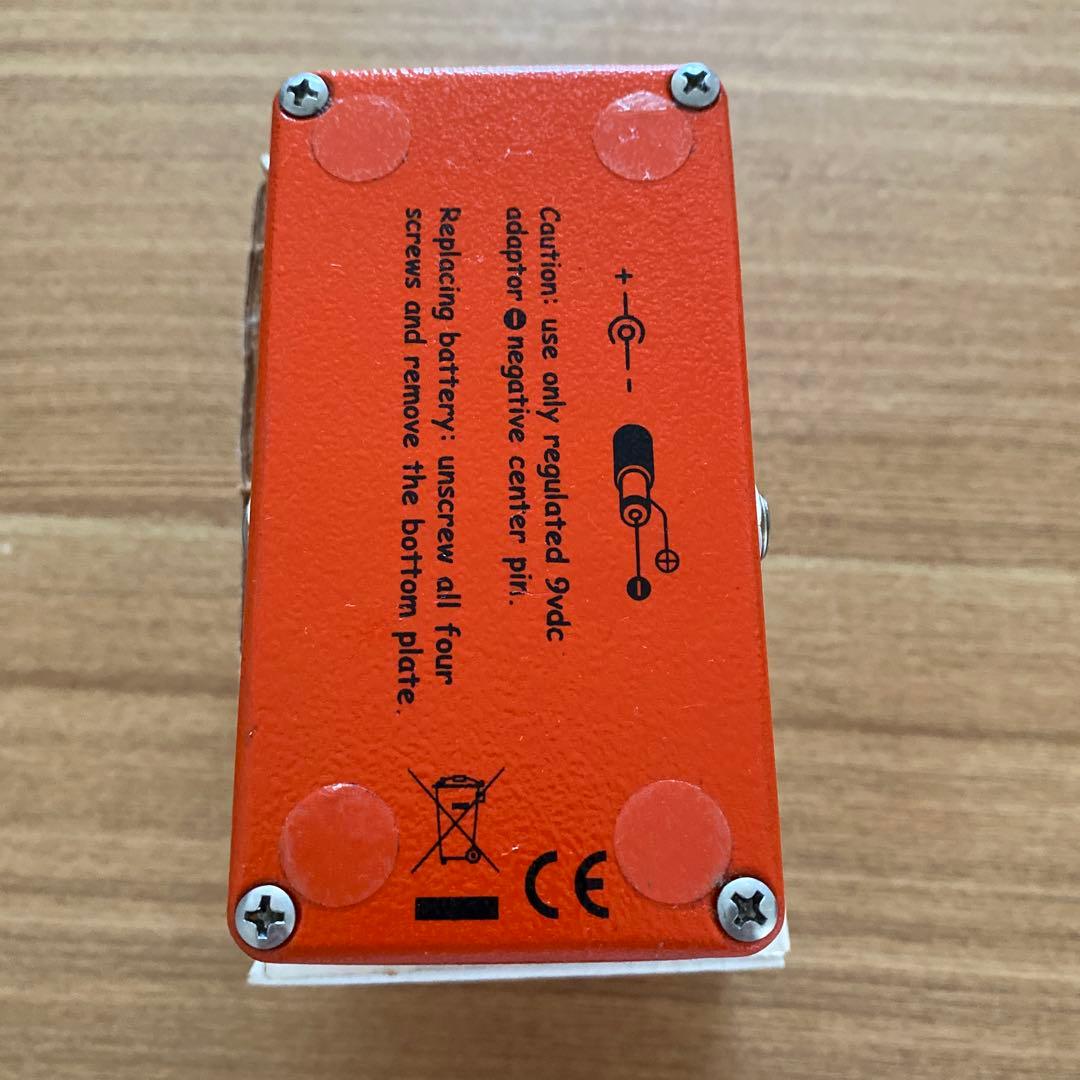 + -
Caution: use only regulated 9vdc
adaptor ⊖ negative center pin.
Replacing battery: unscrew all four
screws and remove the bottom plate.
CE